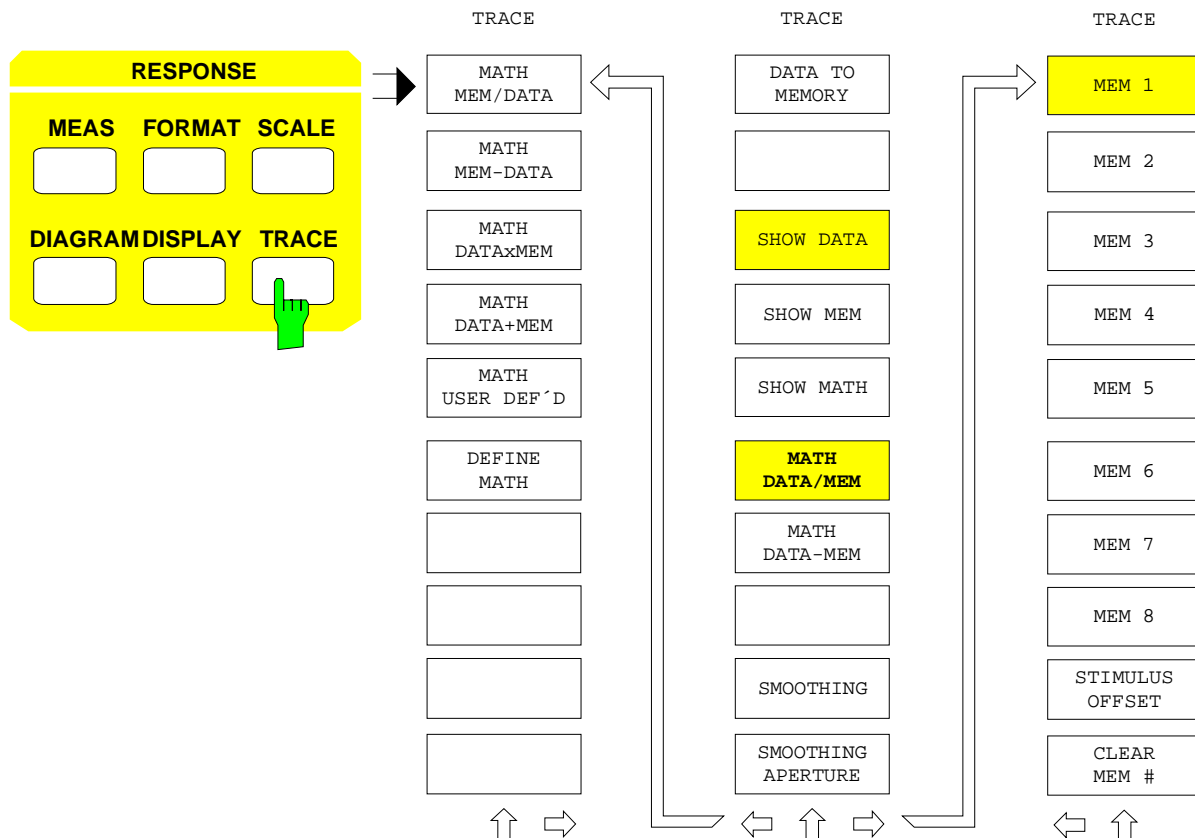 RESPONSE
MEAS FORMAT SCALE
DIAGRAM DISPLAY TRACE
TRACE
MATH
MEM/DATA
MATH
MEM-DATA
MATH
DATAxMEM
MATH
DATA+MEM
MATH
USER DEF´D
DEFINE
MATH
TRACE
DATA TO
MEMORY
SHOW DATA
SHOW MEM
SHOW MATH
MATH
DATA/MEM
MATH
DATA-MEM
SMOOTHING
SMOOTHING
APERTURE
TRACE
MEM 1
MEM 2
MEM 3
MEM 4
MEM 5
MEM 6
MEM 7
MEM 8
STIMULUS
OFFSET
CLEAR
MEM #